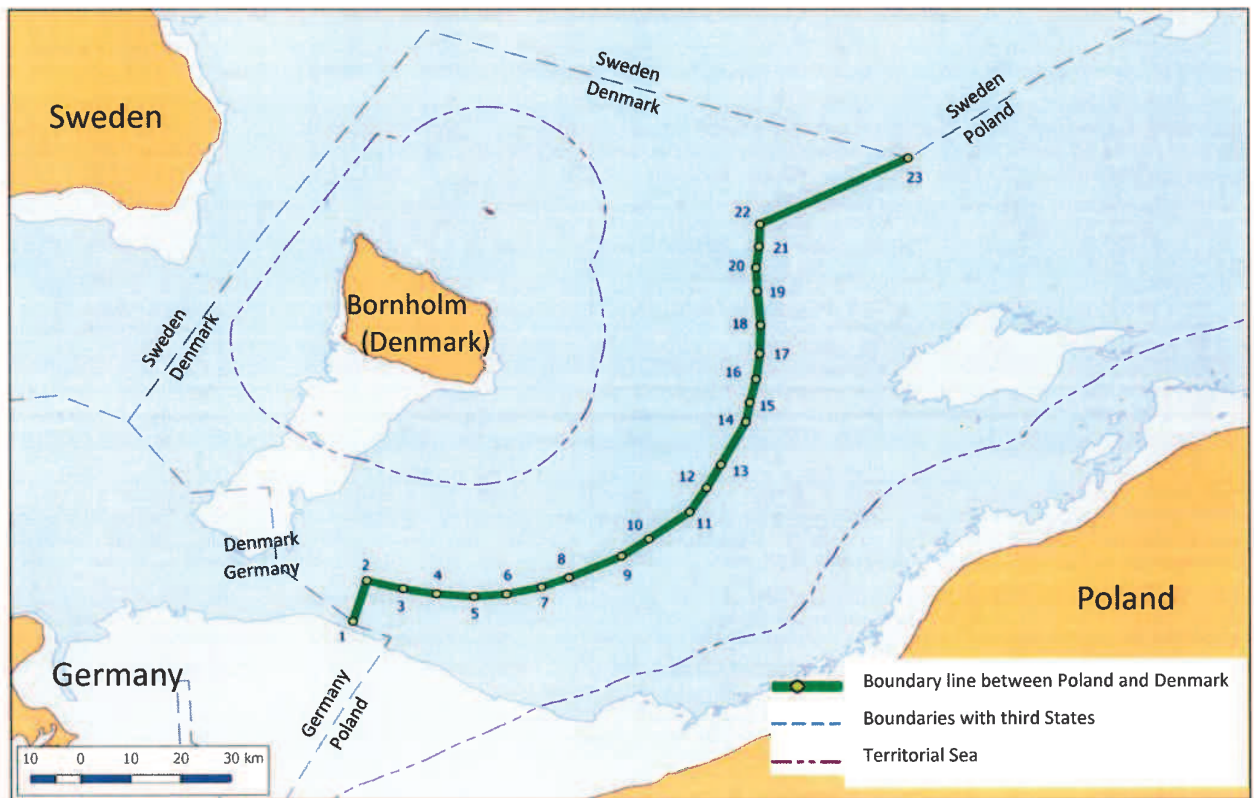 Sweden
Sweden
Denmark
Sweden
Poland
23
22
21
20
19
Bornholm
(Denmark)
18
Sweden
Denmark
17
16
15
14
13
12
11
10
9
Denmark
Germany
8
7
6
5
4
3
2
1
Poland
Germany
Germany
Poland
Boundary line between Poland and Denmark
Boundaries with third States
Territorial Sea
10 0 10 20 30 km